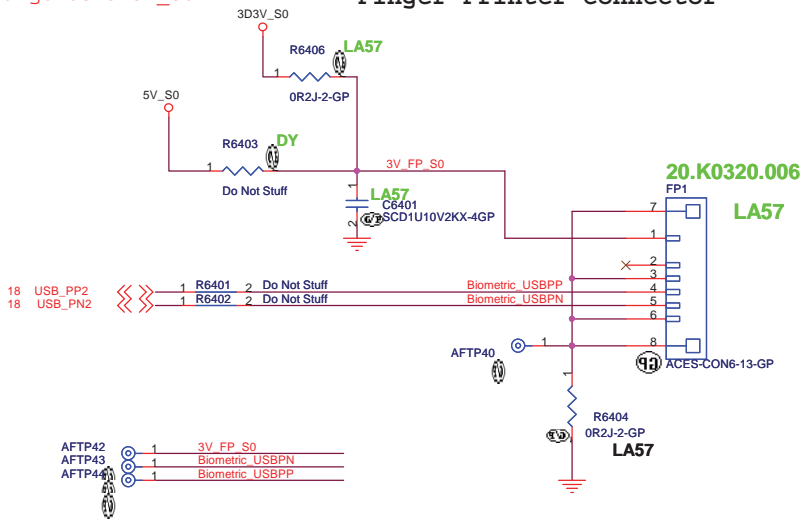 Finger Printer Connector
3D3V_S0
R6406
LA57
1
0R2J-2-GP
5V_S0
R6403
DY
1
Do Not Stuff
3V_FP_S0
1
LA57
C6401
SCD1U10V2KX-4GP
2
20.K0320.006
FP1
LA57
7
1
2
3
4
5
6
8
18 USB_PP2
18 USB_PN2
1 R6401 2 Do Not Stuff
1 R6402 2 Do Not Stuff
Biometric_USBPP
Biometric_USBPN
AFTP40
1
ACES-CON6-13-GP
1
R6404
0R2J-2-GP
LA57
AFTP42 1 3V_FP_S0
AFTP43 1 Biometric_USBPN
AFTP44 1 Biometric_USBPP